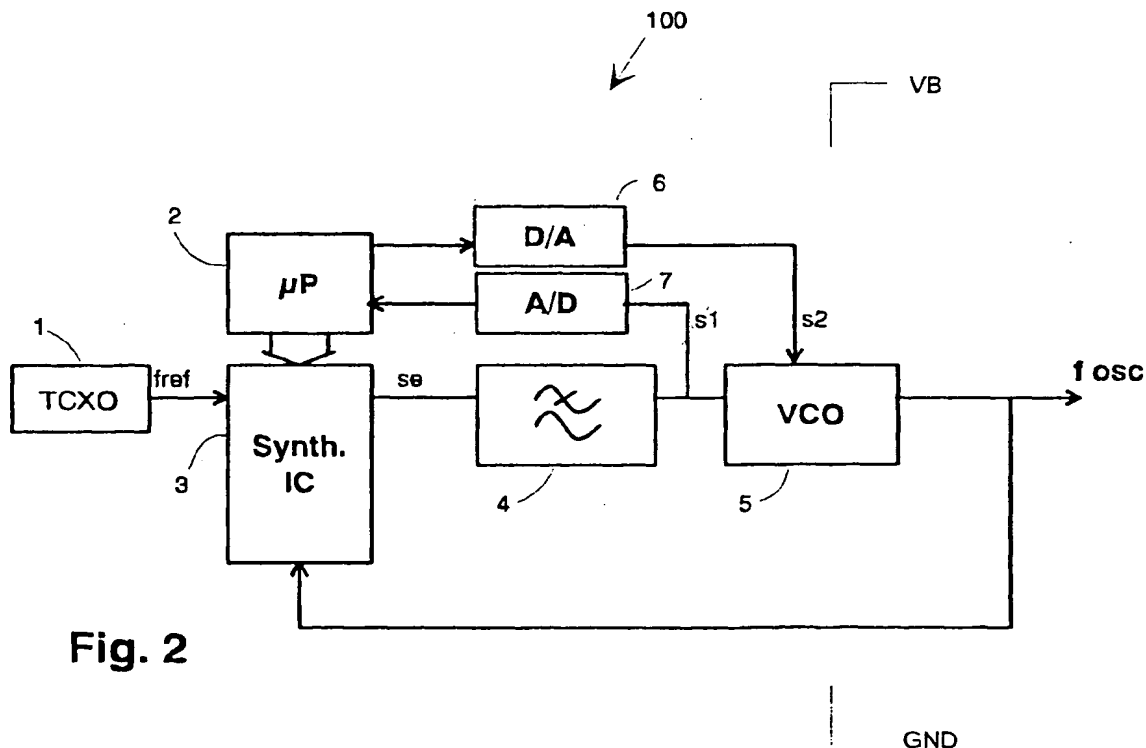 100
VB
6
2
D/A
µP
7
A/D
1
s1
s2
TCXO
fref
se
f osc
VCO
Synth.
IC
3
4
5
Fig. 2
GND